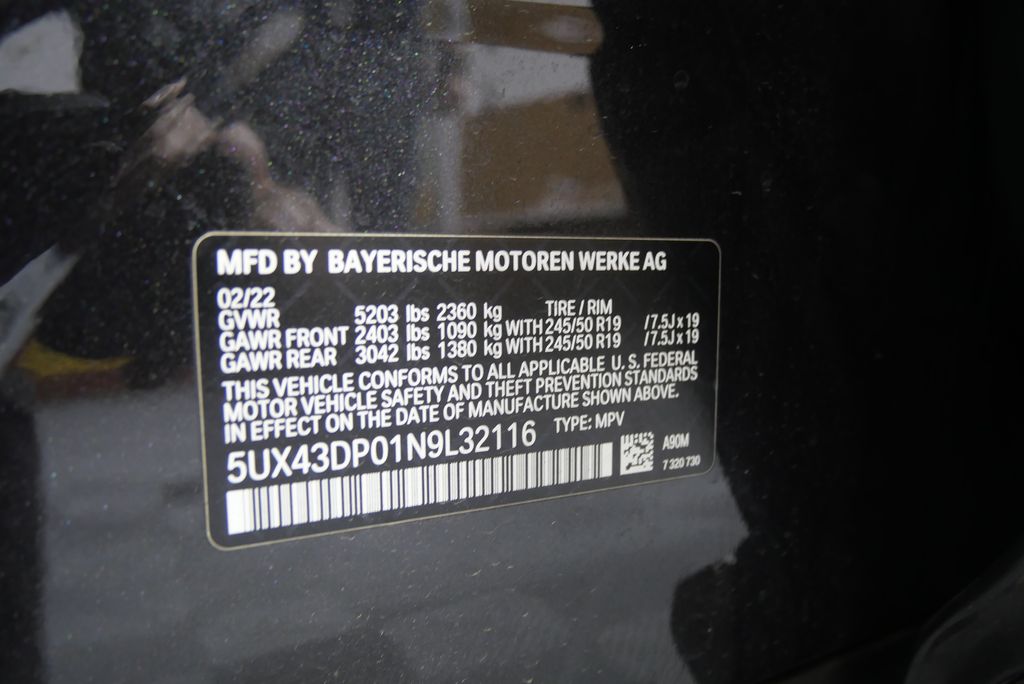 MFD BY BAYERISCHE MOTOREN WERKE AG
02/22
GVWR 5203 lbs 2360 kg TIRE / RIM
GAWR FRONT 2403 lbs 1090 kg WITH 245/50 R19 /7.5J x 19
GAWR REAR 3042 lbs 1380 kg WITH 245/50 R19 /7.5J x 19
THIS VEHICLE CONFORMS TO ALL APPLICABLE U. S. FEDERAL
MOTOR VEHICLE SAFETY AND THEFT PREVENTION STANDARDS
IN EFFECT ON THE DATE OF MANUFACTURE SHOWN ABOVE.
5UX43DP01N9L32116 TYPE: MPV
A90M
7 320 730